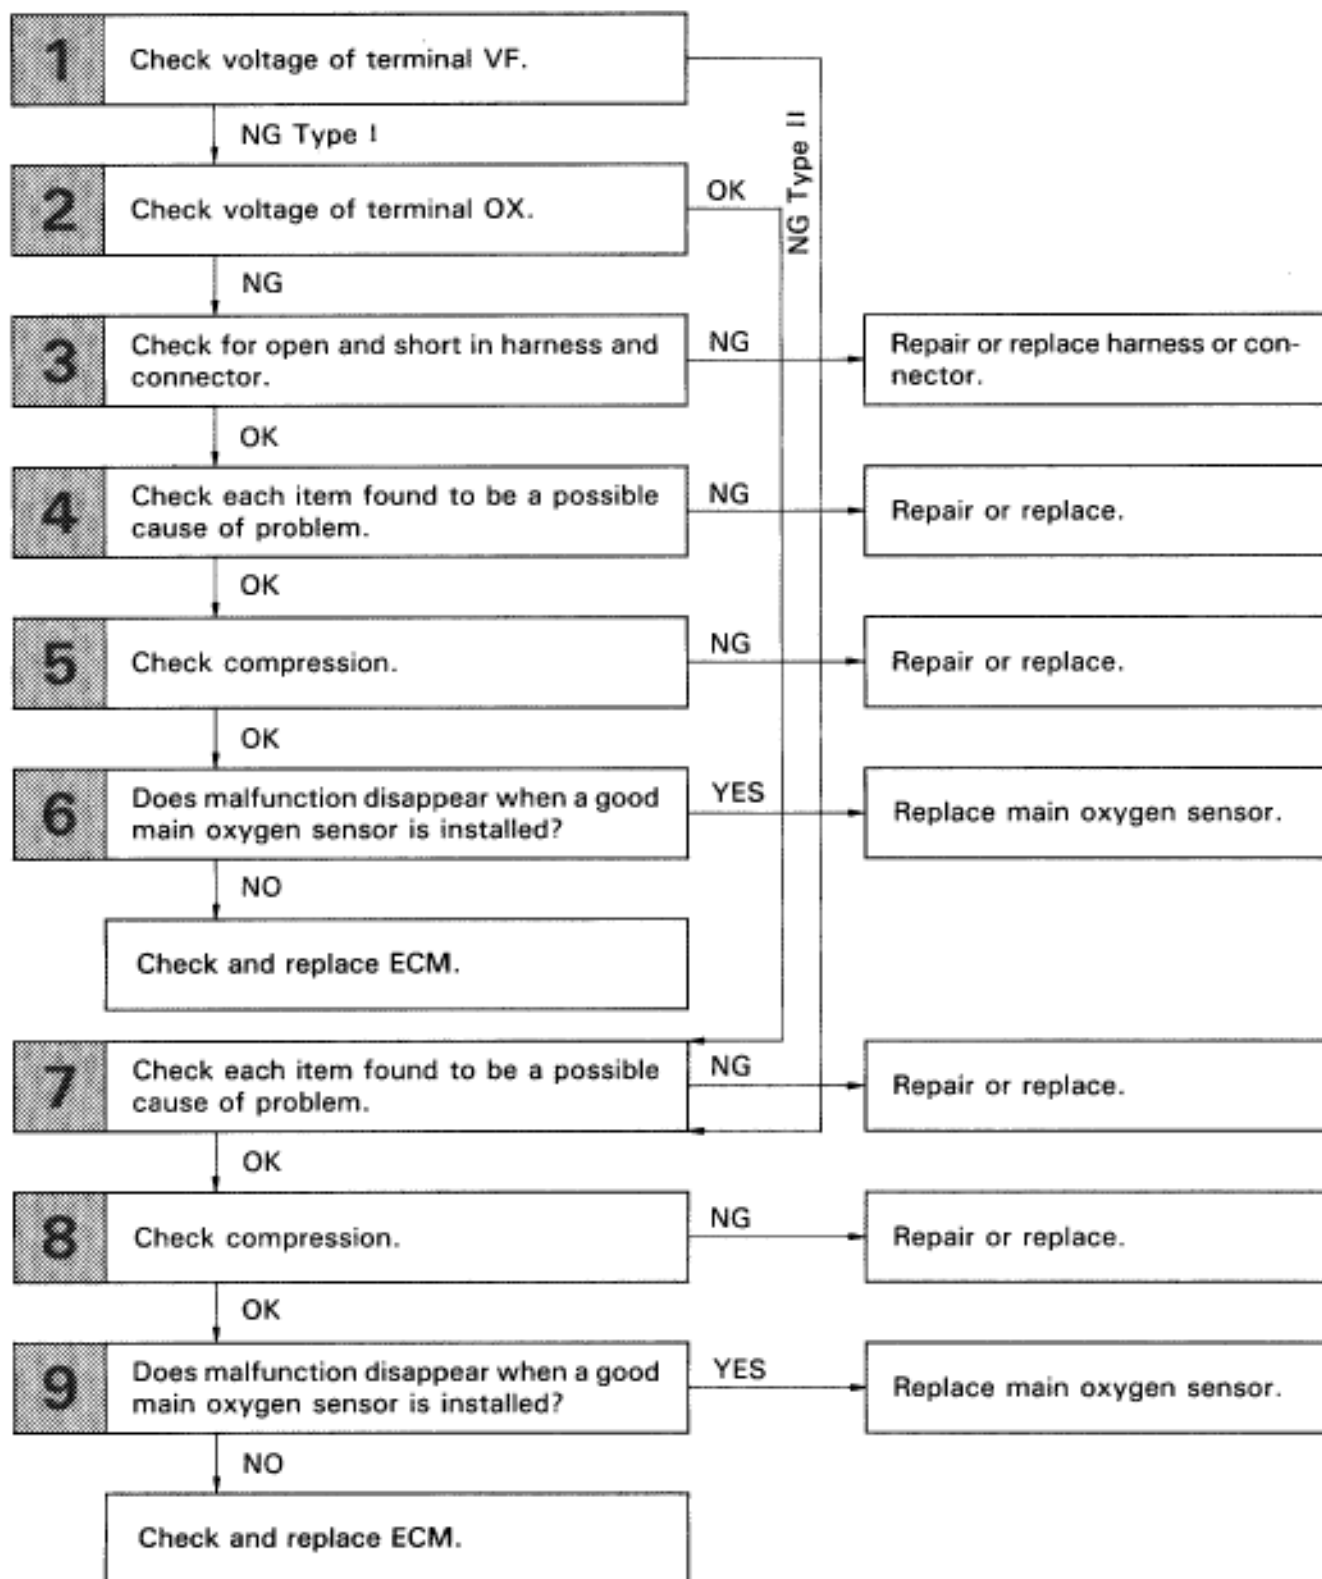 1
Check voltage of terminal VF.
NG Type I
NG Type II
2
Check voltage of terminal OX.
OK
NG
3
Check for open and short in harness and
connector.
NG
Repair or replace harness or con-
nector.
OK
4
Check each item found to be a possible
cause of problem.
NG
Repair or replace.
OK
5
Check compression.
NG
Repair or replace.
OK
6
Does malfunction disappear when a good
main oxygen sensor is installed?
YES
Replace main oxygen sensor.
NO
Check and replace ECM.
7
Check each item found to be a possible
cause of problem.
NG
Repair or replace.
OK
8
Check compression.
NG
Repair or replace.
OK
9
Does malfunction disappear when a good
main oxygen sensor is installed?
YES
Replace main oxygen sensor.
NO
Check and replace ECM.